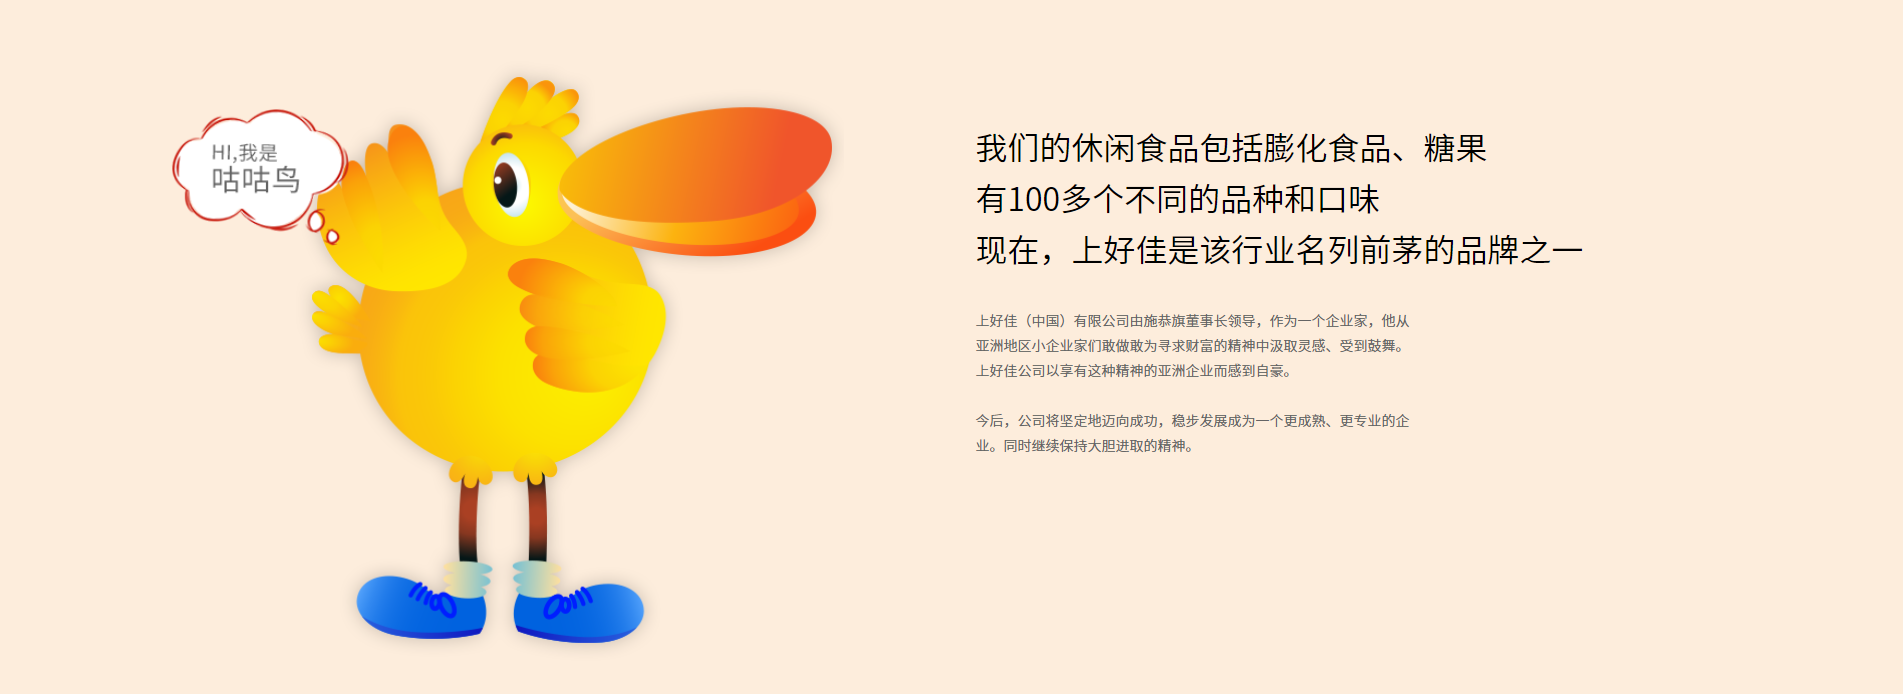 HI,我是
咕咕鸟
我们的休闲食品包括膨化食品、糖果
有100多个不同的品种和口味
现在，上好佳是该行业名列前茅的品牌之一
上好佳（中国）有限公司由施恭旗董事长领导，作为一个企业家，他从
亚洲地区小企业家们敢做敢为寻求财富的精神中汲取灵感、受到鼓舞。
上好佳公司以享有这种精神的亚洲企业而感到自豪。
今后，公司将坚定地迈向成功，稳步发展成为一个更成熟、更专业的企
业。同时继续保持大胆进取的精神。